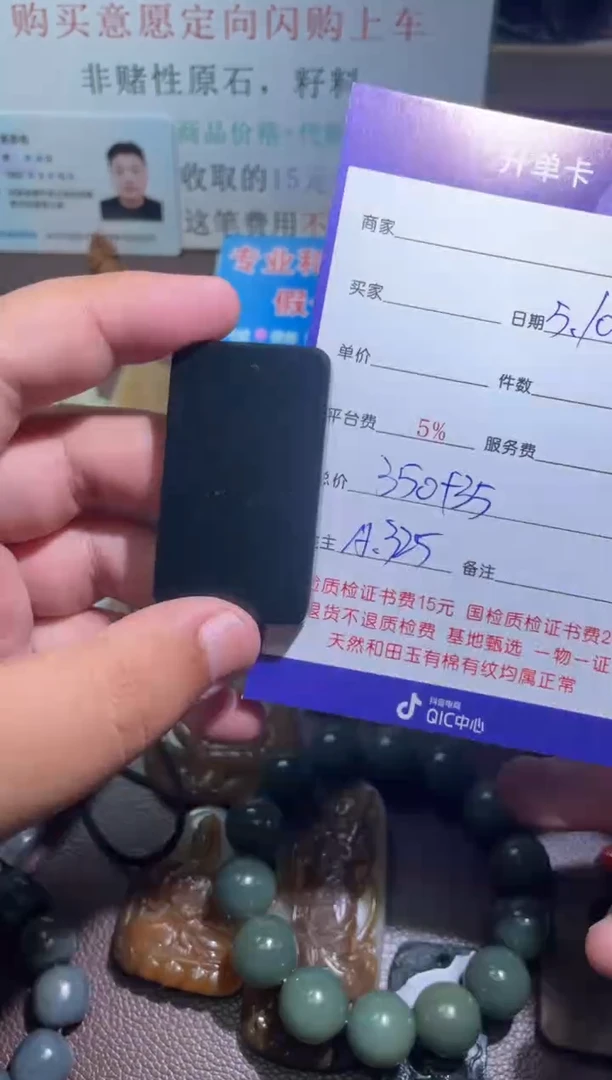 购买意愿定向闪购上车
非赌性原石，籽料
商品价格·代
收取的15元
这笔费用不
专业
假
开单卡
商家
买家
日期5.10
单价
件数
平台费 5% 服务费
总价 350+35
主 A.325 备注
检质检证书费15元 国检质检证书费2
退货不退质检费 基地甄选 一物一证
天然和田玉有棉有纹均属正常
抖音电商
QIC中心